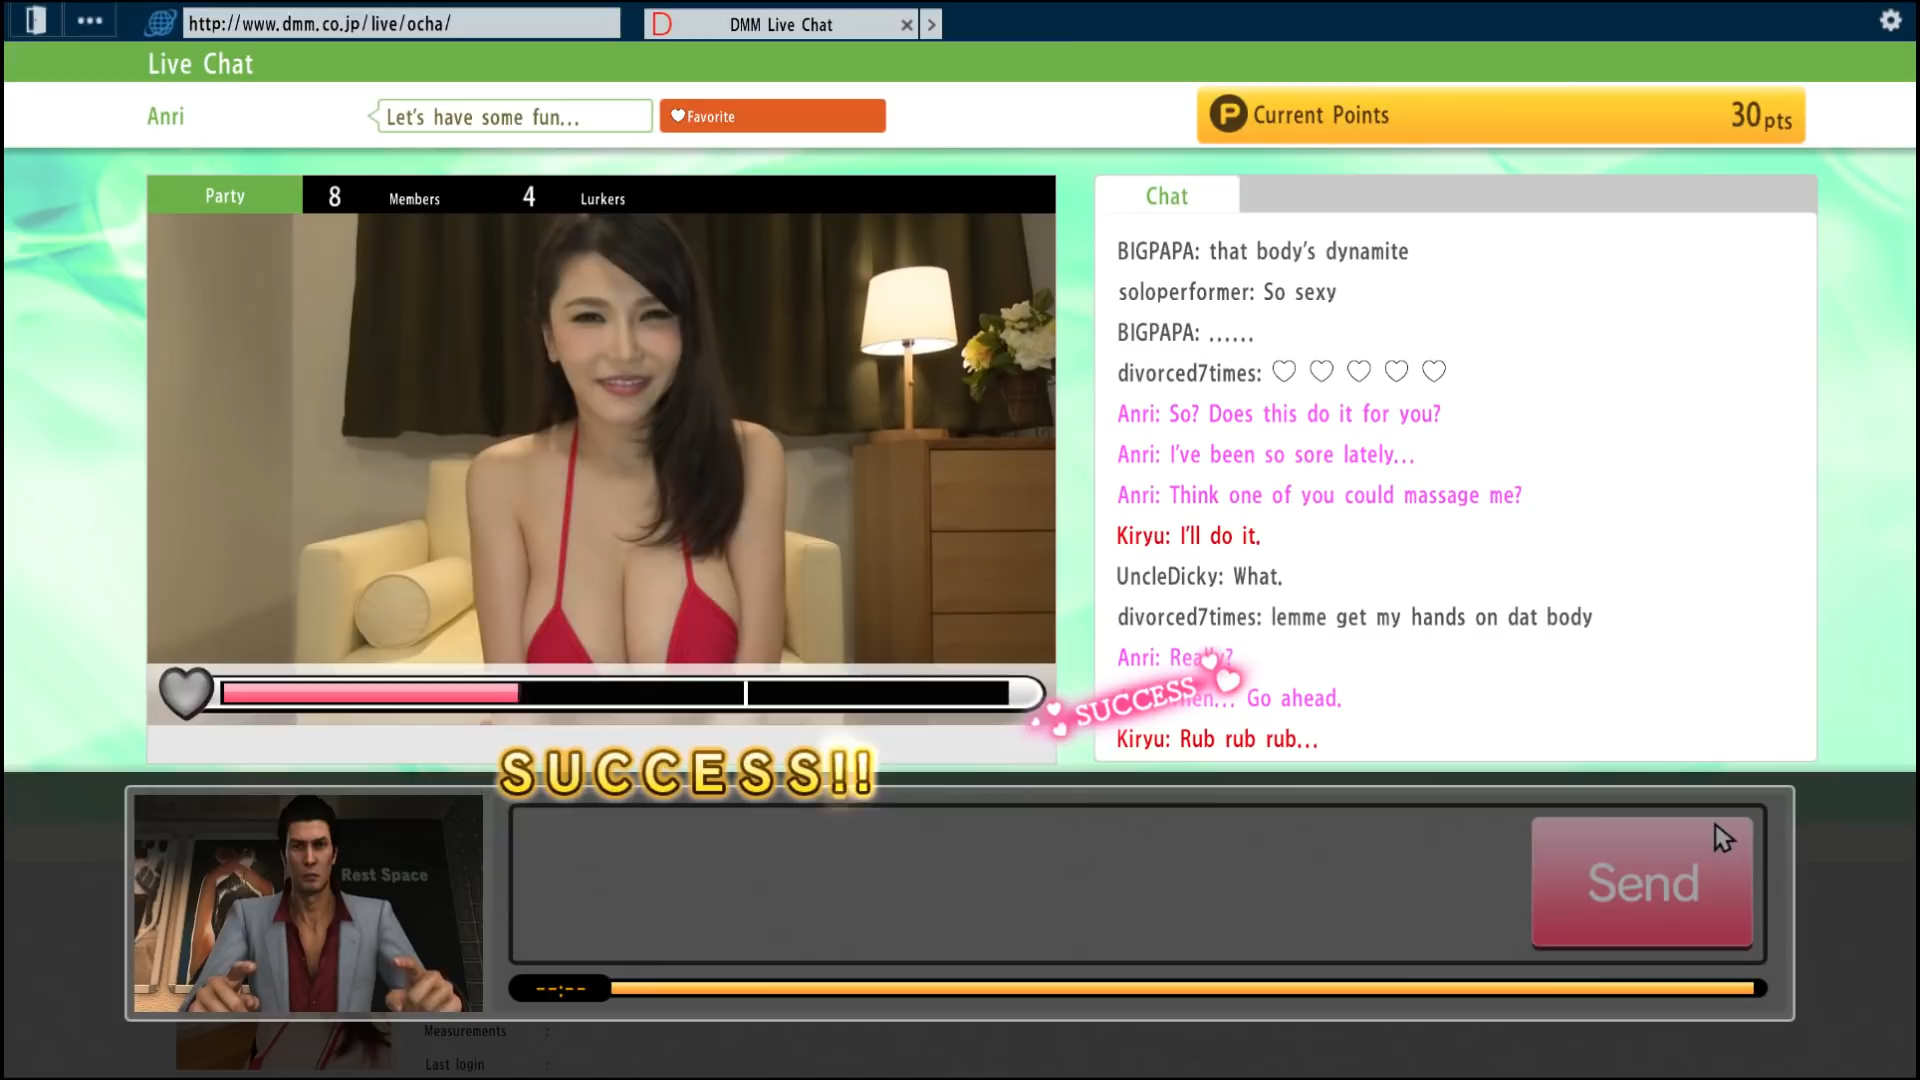 http://www.dmm.co.jp/live/ocha/
DMM Live Chat
Live Chat
Anri
Let's have some fun...
Favorite
P Current Points
30pts
Party
8 Members
4 Lurkers
Chat
BIGPAPA: that body's dynamite
soloperformer: So sexy
BIGPAPA: ......
divorced7times: ♡ ♡ ♡ ♡ ♡
Anri: So? Does this do it for you?
Anri: I've been so sore lately...
Anri: Think one of you could massage me?
Kiryu: I'll do it.
UncleDicky: What.
divorced7times: lemme get my hands on dat body
Anri: Really?
Go ahead.
SUCCESS
Kiryu: Rub rub rub...
SUCCESS!!
Rest Space
Send
--:--
Measurements :
Last login :